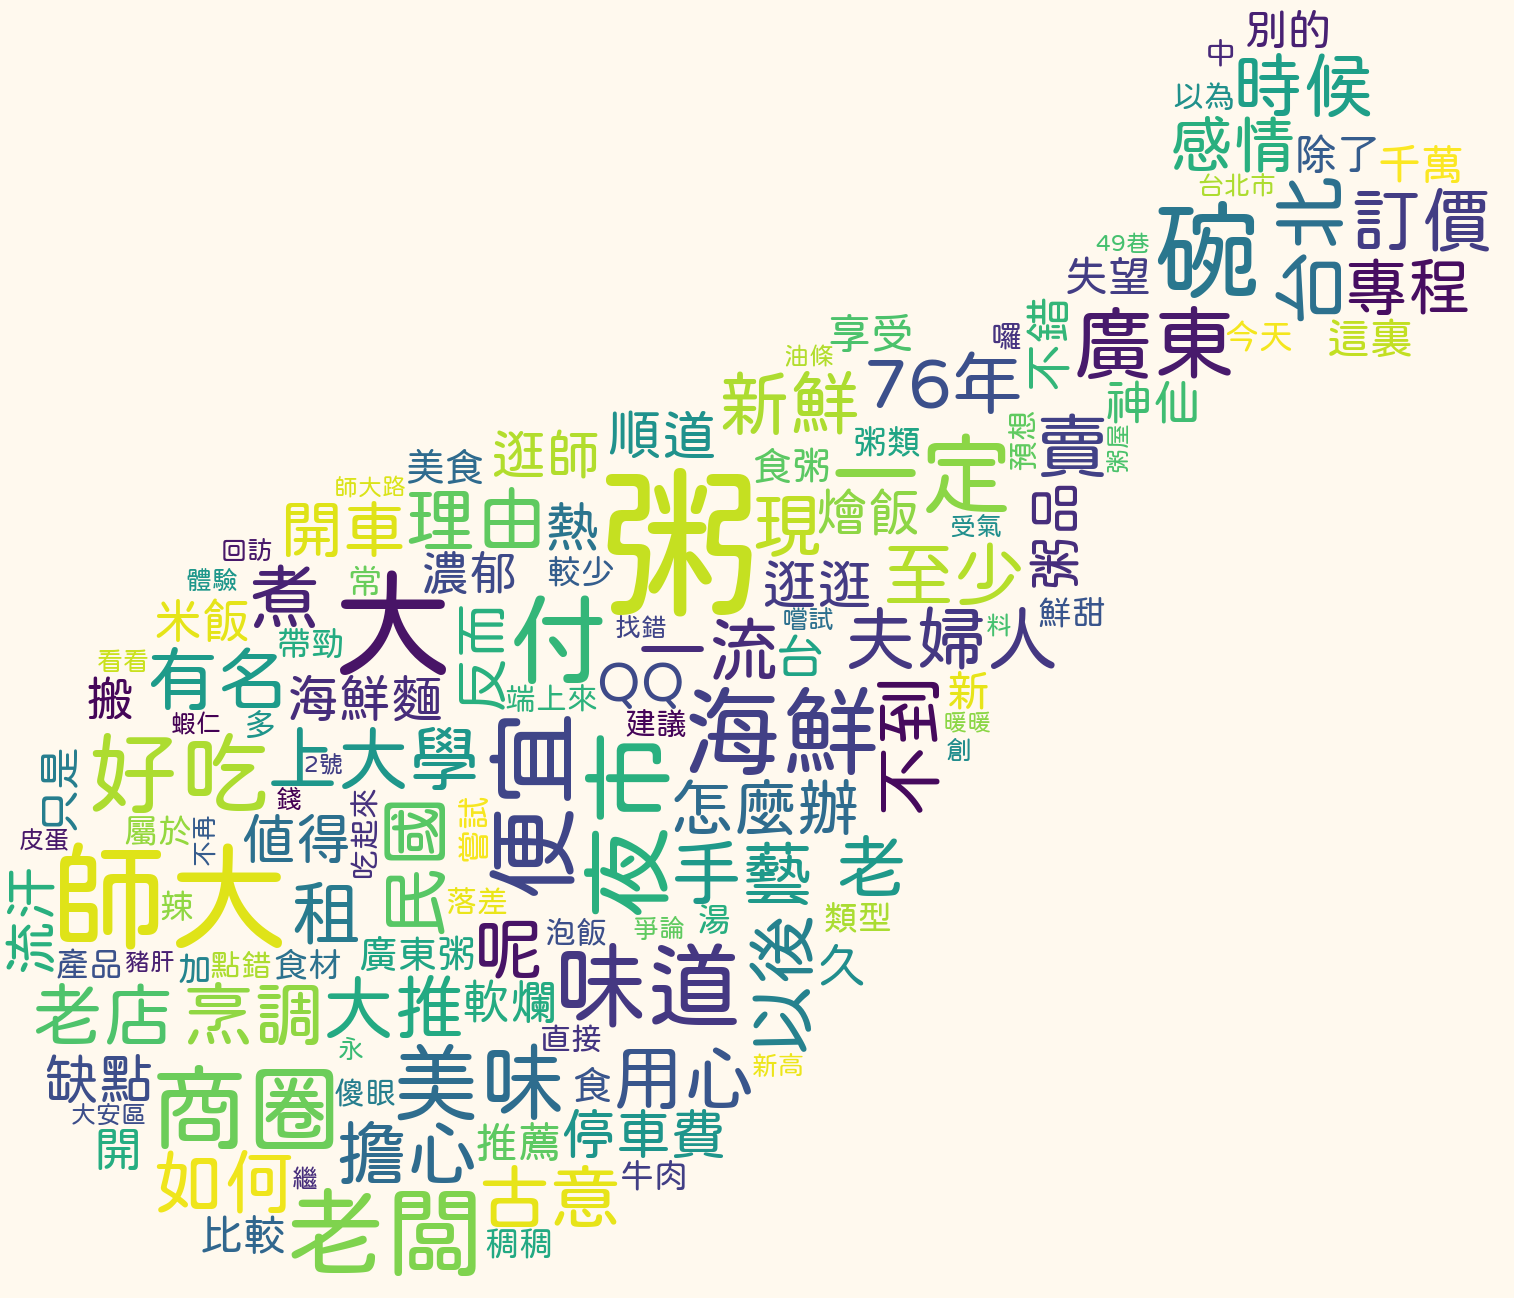 別的
中
時候
以為
感情
除了
千萬
台北市
碗
台北
訂價
49巷
失望
專程
廣東
今天
這裏
不錯
囉
享受
油條
76年
新鮮
神仙
順道
粥類
預想
賣
粥屋
逛師
美食
食粥
一定
師大路
開車
理由
熱
粥
現
燴飯
受氣
粥品
回訪
濃郁
較少
逛逛
至少
體驗
煮
常
大
米飯
反而
付
找錯
嚐試
鮮甜
帶勁
一流
台
夫婦人
料
看看
有名
海鮮麵
端上來
QQ
不到
新
搬
蝦仁
多
建議
海鮮
暖暖
創
好吃
上大學
2號
便宜
夜市
只是
錢
吃起來
怎麼辦
皮蛋
屬於
不再
值得
民國
嘗試
手藝
老
師大
流汗
辣
租
落差
爭論
湯
類型
產品
豬肝
加
點錯
食材
廣東粥
呢
泡飯
味道
以後
久
老店
烹調
大推
軟爛
永
直接
缺點
商圈
傻眼
美味
食
用心
新高
大安區
開
擔心
推薦
停車費
如何
繼
古意
牛肉
比較
老闆
稠稠